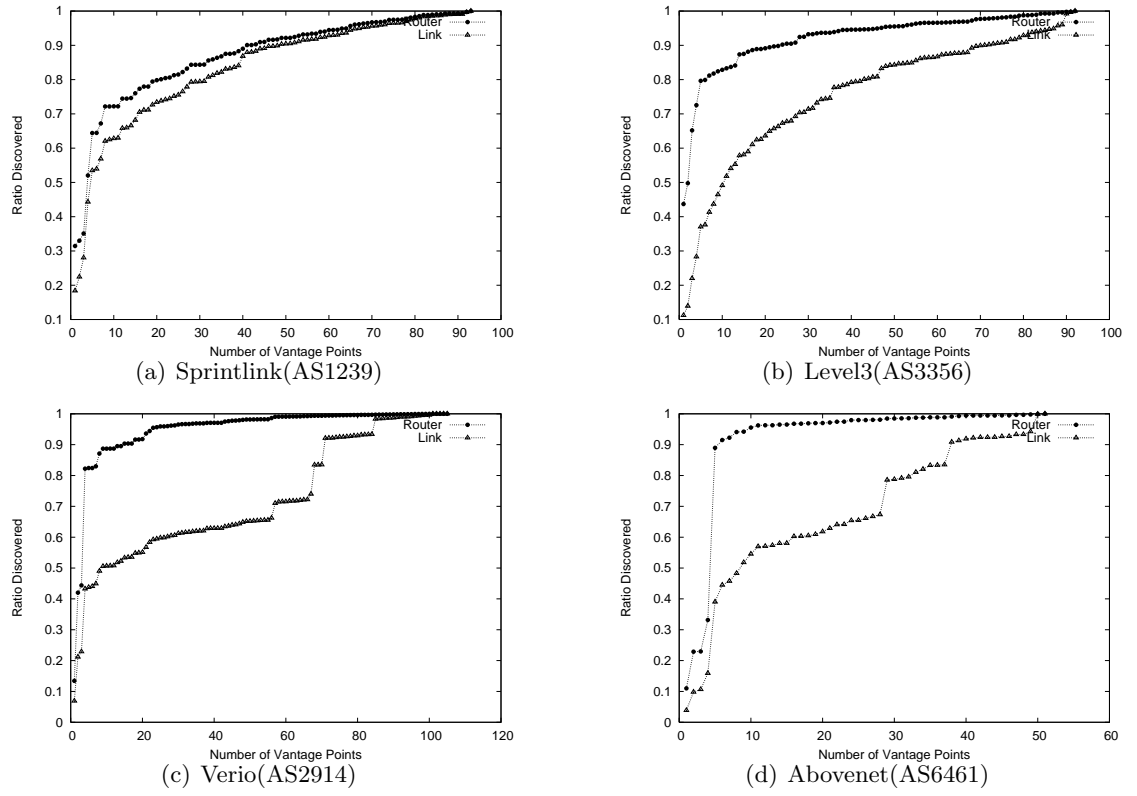 1
0.9
0.8
0.7
0.6
0.5
0.4
0.3
0.2
0.1
Ratio Discovered
Router
Link
0 10 20 30 40 50 60 70 80 90 100
Number of Vantage Points
(a) Sprintlink(AS1239)
1
0.9
0.8
0.7
0.6
0.5
0.4
0.3
0.2
0.1
Ratio Discovered
Router
Link
0 10 20 30 40 50 60 70 80 90 100
Number of Vantage Points
(b) Level3(AS3356)
1
0.9
0.8
0.7
0.6
0.5
0.4
0.3
0.2
0.1
0
Ratio Discovered
Router
Link
0 20 40 60 80 100 120
Number of Vantage Points
(c) Verio(AS2914)
1
0.9
0.8
0.7
0.6
0.5
0.4
0.3
0.2
0.1
0
Ratio Discovered
Router
Link
0 10 20 30 40 50 60
Number of Vantage Points
(d) Abovenet(AS6461)